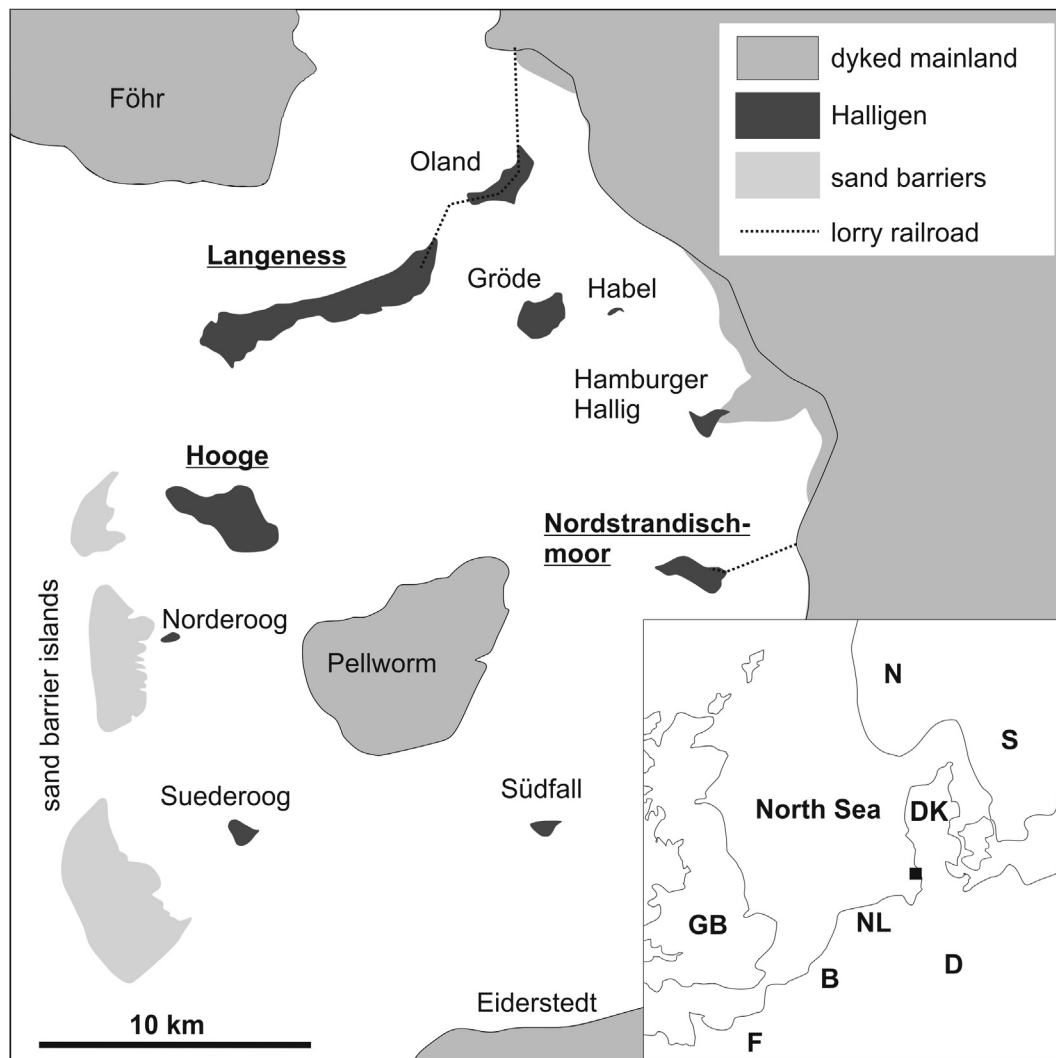 Föhr
dyked mainland
Halligen
sand barriers
lorry railroad
Oland
Langeness
Gröde
Habel
Hamburger
Hallig
Hooge
Nordstrandisch-
moor
sand barrier islands
Norderoog
Pellworm
Suederoog
Südfall
Eiderstedt
10 km
N
S
North Sea
DK
GB
NL
B
D
F